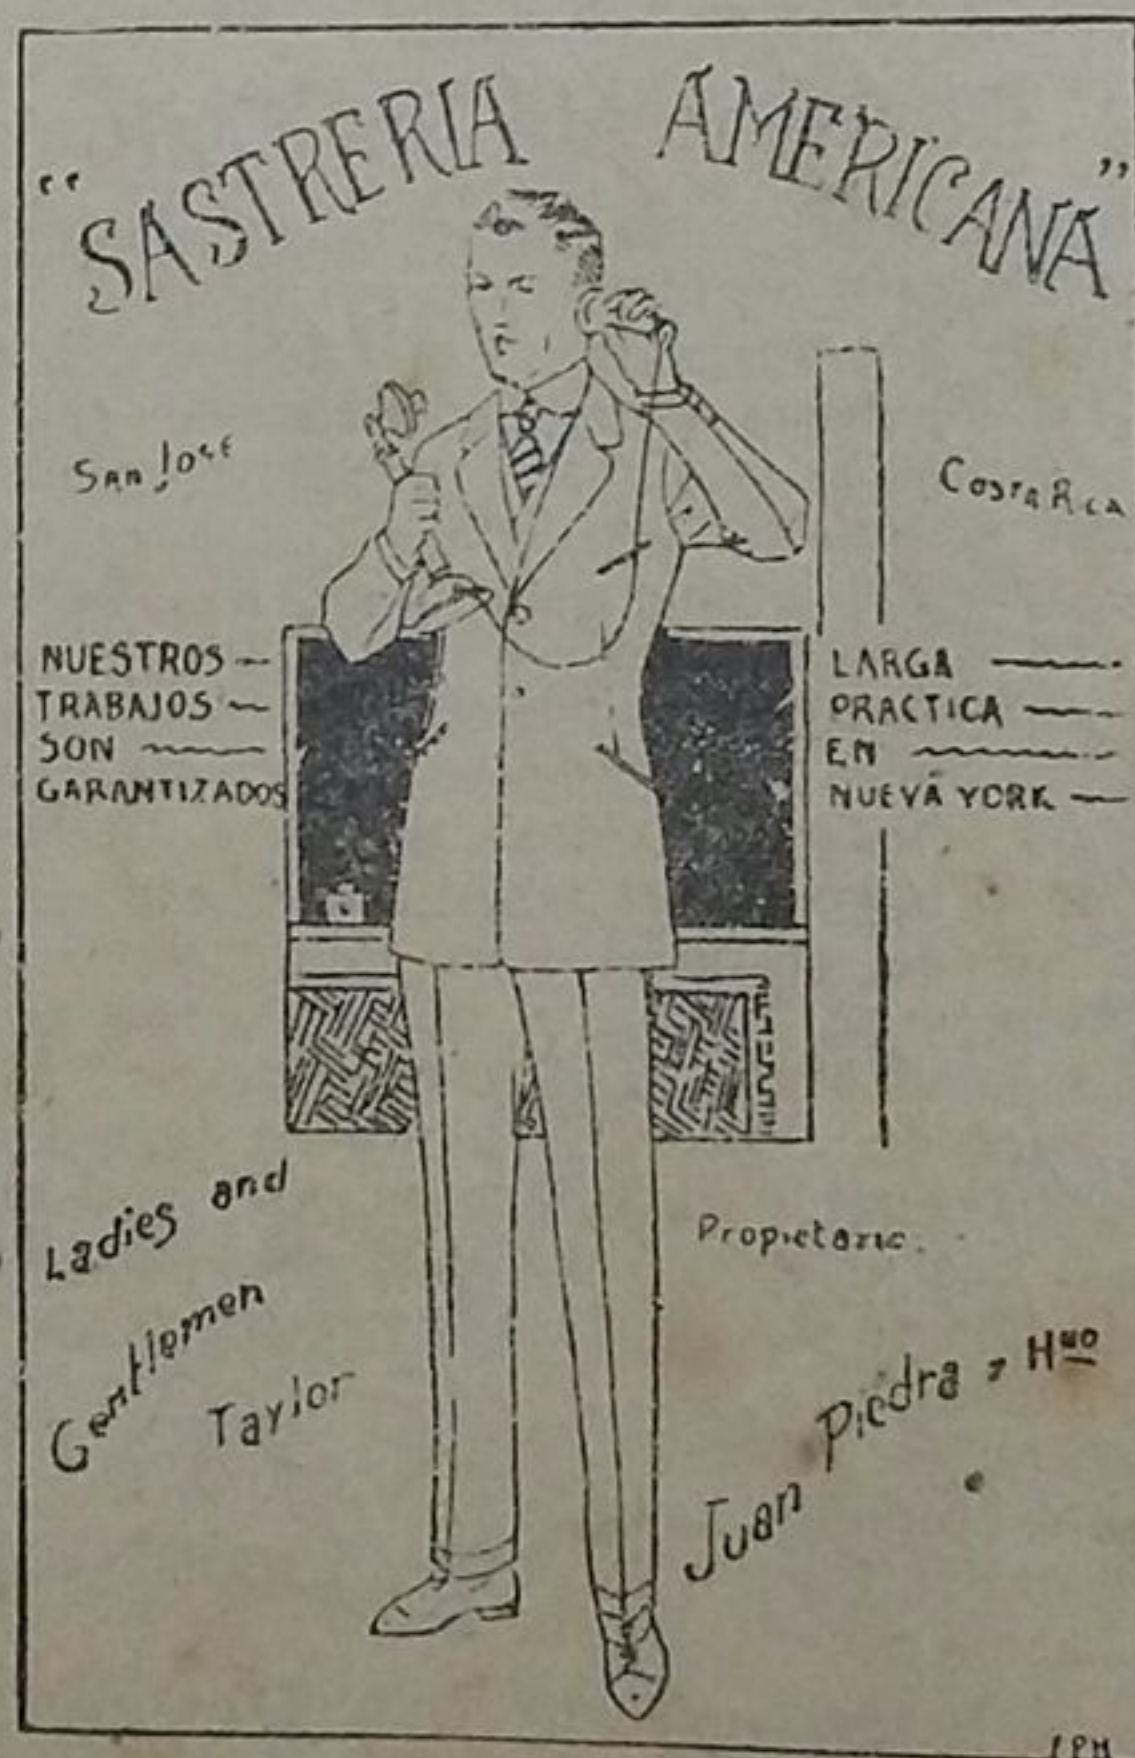 "SASTRERIA AMERICANA"
San José
Costa Rica
NUESTROS
TRABAJOS
SON
GARANTIZADOS
LARGA
PRACTICA
EN
NUEVA YORK
Ladies and
Gentlemen
Taylor
Propietario.
Juan Piedra y Hno